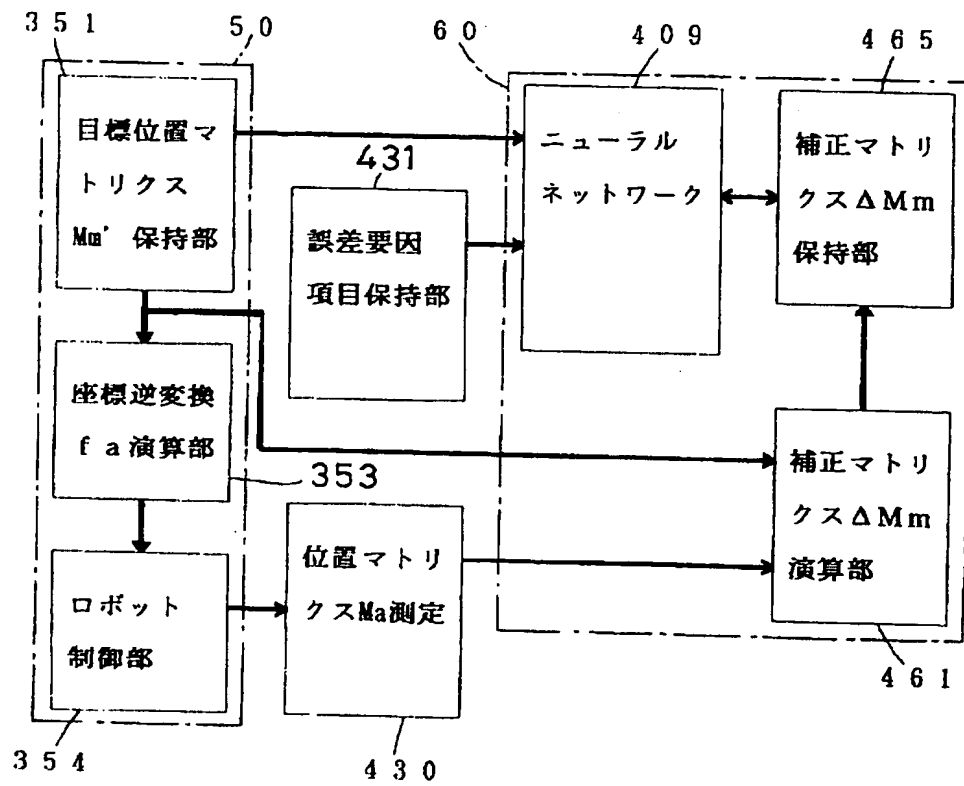 351
50
60
409
465
目標位置マ
トリクス
Mm' 保持部
431
誤差要因
項目保持部
ニューラル
ネットワーク
補正マトリ
クスΔMm
保持部
座標逆変換
fa演算部
353
補正マトリ
クスΔMm
演算部
461
ロボット
制御部
354
位置マトリ
クスMa測定
430